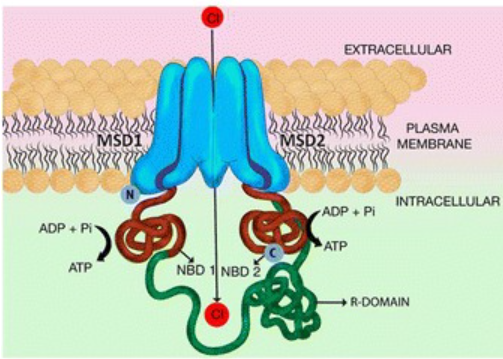 Cl
EXTRACELLULAR
MSD1
MSD2
PLASMA
MEMBRANE
N
INTRACELLULAR
ADP + Pi
ADP + Pi
ATP
ATP
C
NBD 1
NBD 2
Cl
R-DOMAIN